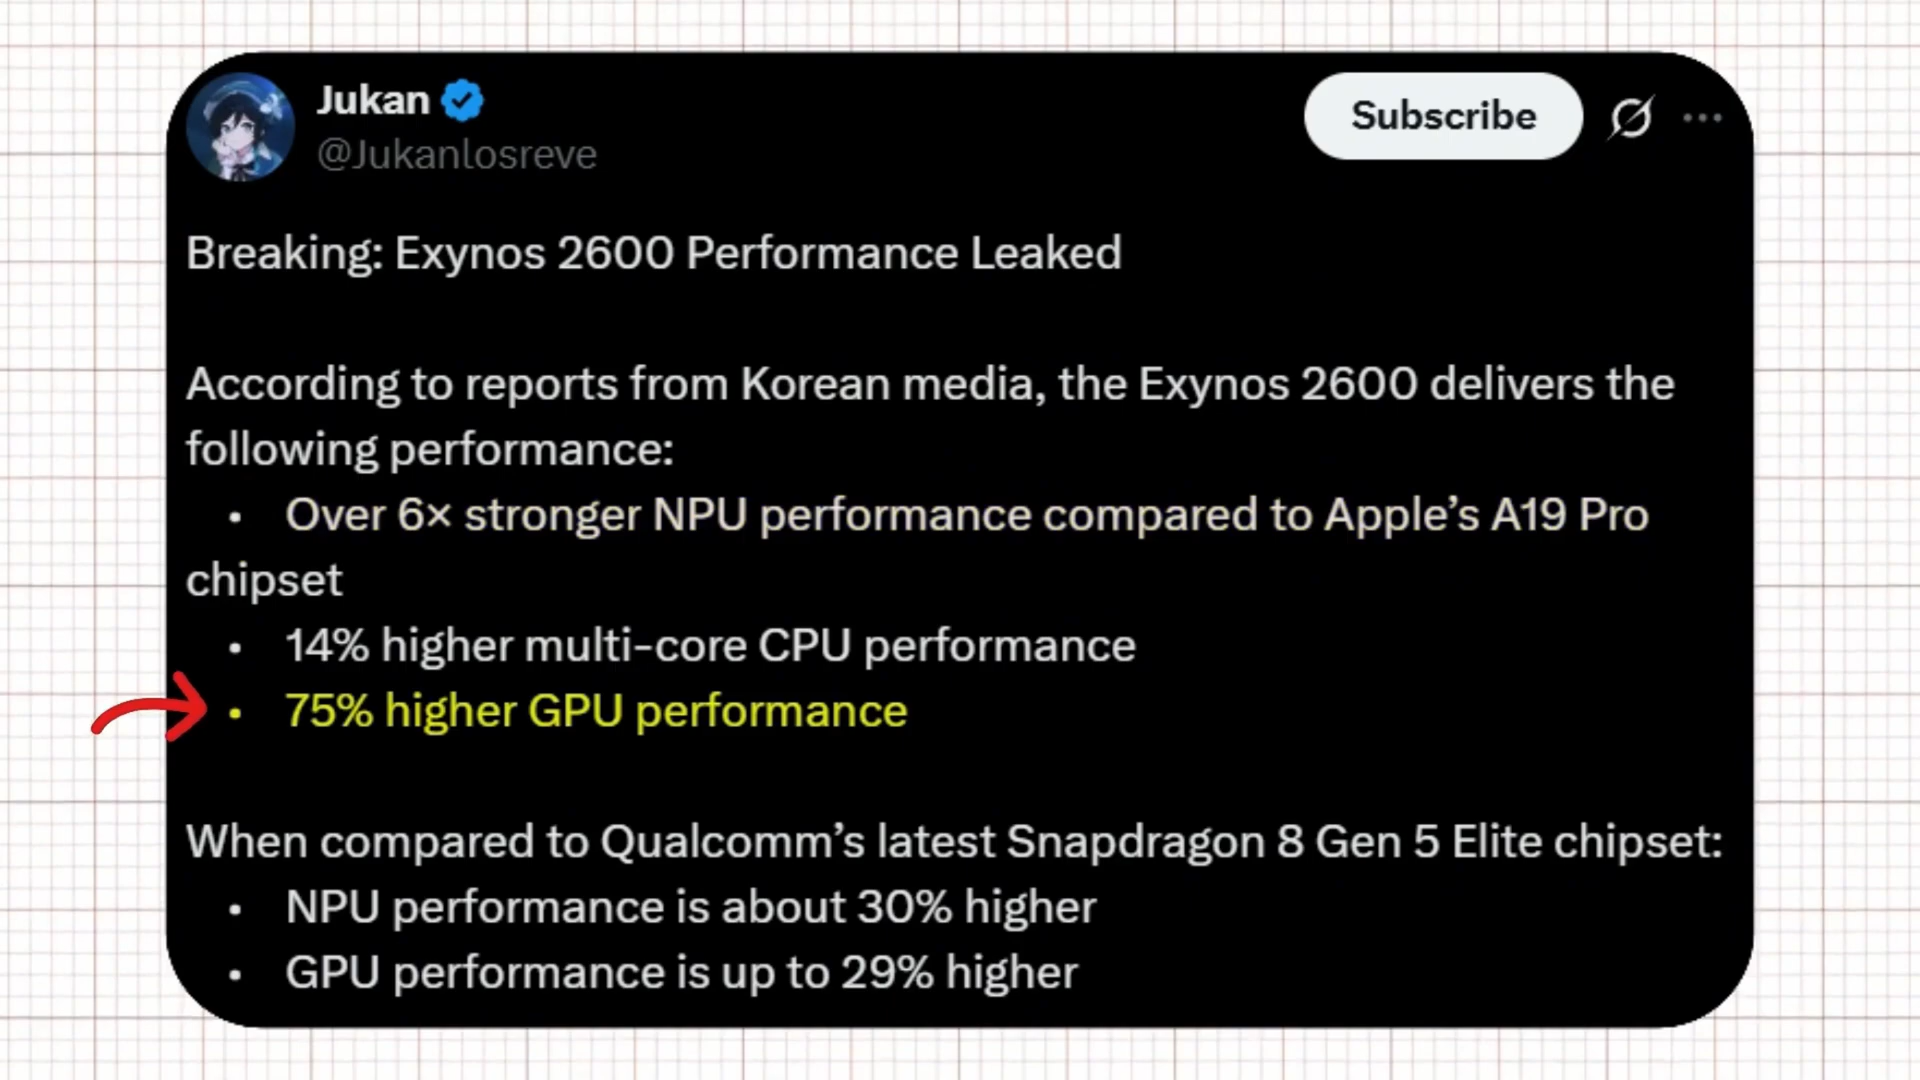 Jukan
@Jukanlosreve
Subscribe
Breaking: Exynos 2600 Performance Leaked
According to reports from Korean media, the Exynos 2600 delivers the
following performance:
• Over 6× stronger NPU performance compared to Apple’s A19 Pro
chipset
• 14% higher multi-core CPU performance
• 75% higher GPU performance
When compared to Qualcomm’s latest Snapdragon 8 Gen 5 Elite chipset:
• NPU performance is about 30% higher
• GPU performance is up to 29% higher